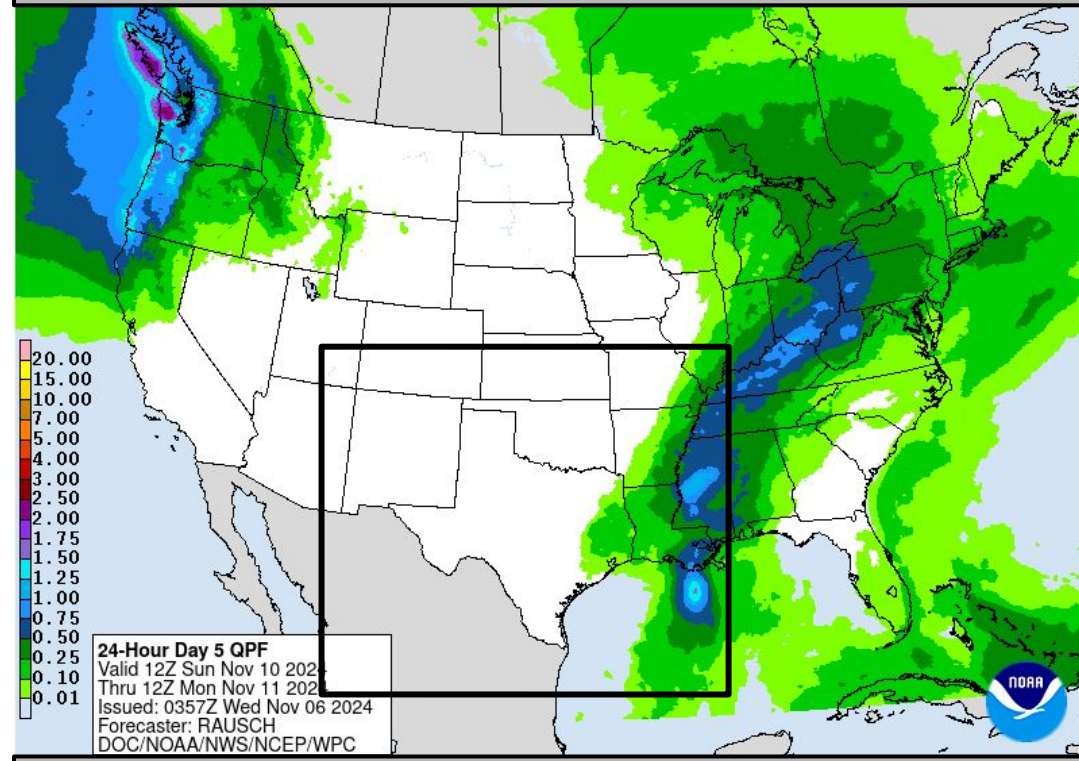 20.00
15.00
10.00
7.00
5.00
4.00
3.00
2.50
2.00
1.75
1.50
1.25
1.00
0.75
0.50
0.25
0.10
0.01
24-Hour Day 5 QPF
Valid 12Z Sun Nov 10 2024
Thru 12Z Mon Nov 11 2024
Issued: 0357Z Wed Nov 06 2024
Forecaster: RAUSCH
DOC/NOAA/NWS/NCEP/WPC
NOAA